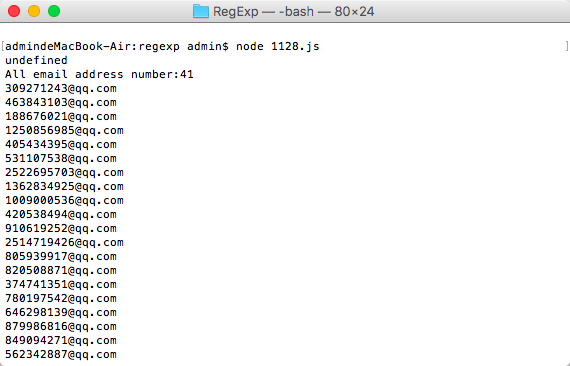 RegExp — -bash — 80×24
[admindeMacBook-Air:regexp admin$ node 1128.js ]
undefined
All email address number:41
309271243@qq.com
463843103@qq.com
188676021@qq.com
1250856985@qq.com
405434395@qq.com
531107538@qq.com
2522695703@qq.com
1362834925@qq.com
1009000536@qq.com
420538494@qq.com
910619252@qq.com
2514719426@qq.com
805939917@qq.com
820508871@qq.com
374741351@qq.com
780197542@qq.com
646298139@qq.com
879986816@qq.com
849094271@qq.com
562342887@qq.com